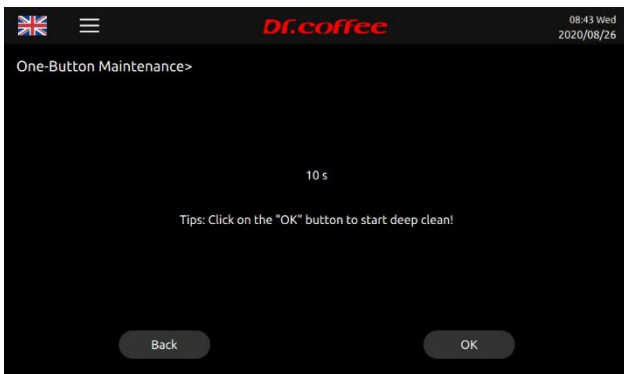 Dr.coffee
08:43 Wed
2020/08/26
One-Button Maintenance>
10 s
Tips: Click on the "OK" button to start deep clean!
Back
OK